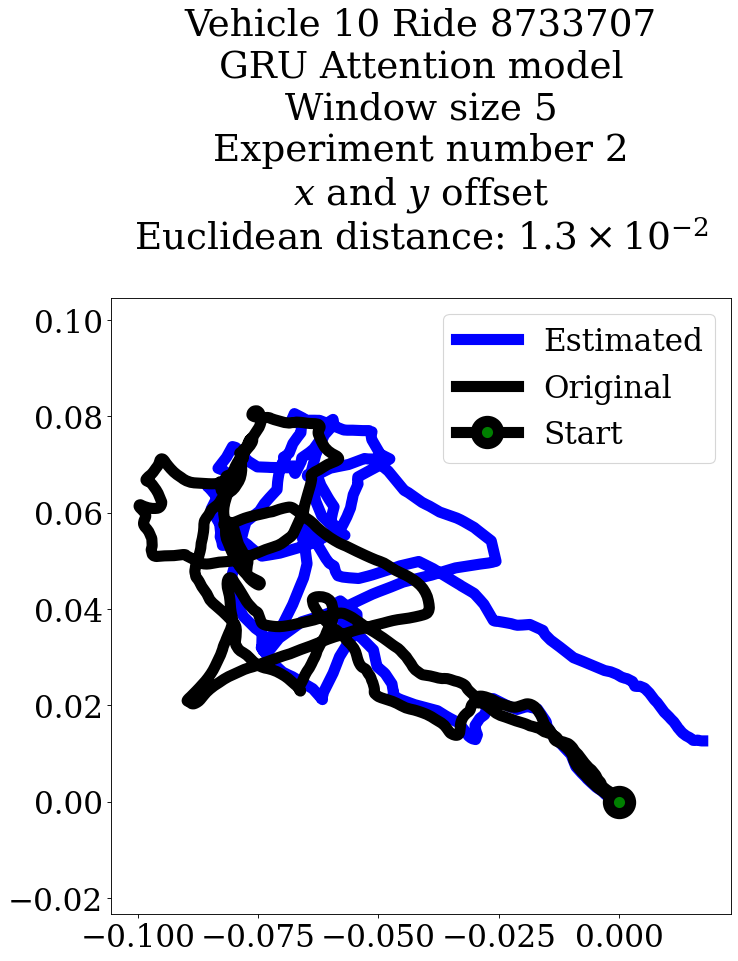 Vehicle 10 Ride 8733707
GRU Attention model
Window size 5
Experiment number 2
x and y offset
Euclidean distance: 1.3 × 10⁻²
Estimated
Original
Start
0.10
0.08
0.06
0.04
0.02
0.00
−0.02
−0.100 −0.075 −0.050 −0.025 0.000